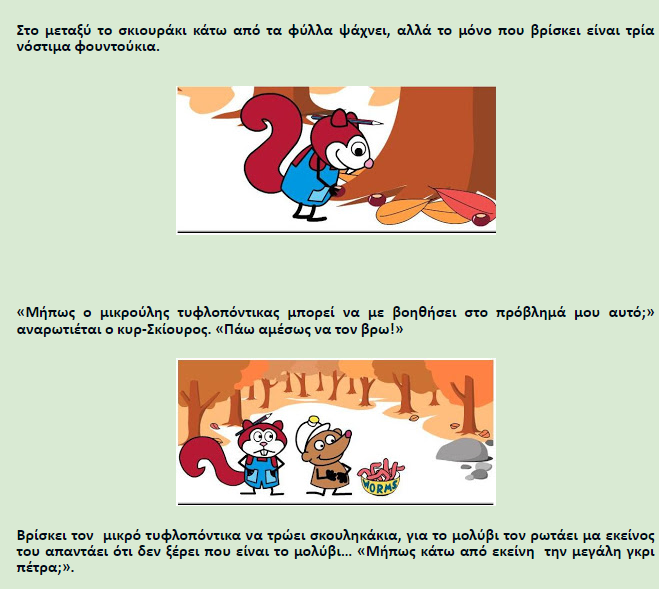 Στο μεταξύ το σκιουράκι κάτω από τα φύλλα ψάχνει, αλλά το μόνο που βρίσκει είναι τρία
νόστιμα φουντούκια.
«Μήπως ο μικρούλης τυφλοπόντικας μπορεί να με βοηθήσει στο πρόβλημά μου αυτό;»
αναρωτιέται ο κυρ-Σκίουρος. «Πάω αμέσως να τον βρω!»
WORMS
Βρίσκει τον μικρό τυφλοπόντικα να τρώει σκουληκάκια, για το μολύβι τον ρωτάει μα εκείνος
του απαντάει ότι δεν ξέρει που είναι το μολύβι... «Μήπως κάτω από εκείνη την μεγάλη γκρι
πέτρα;».